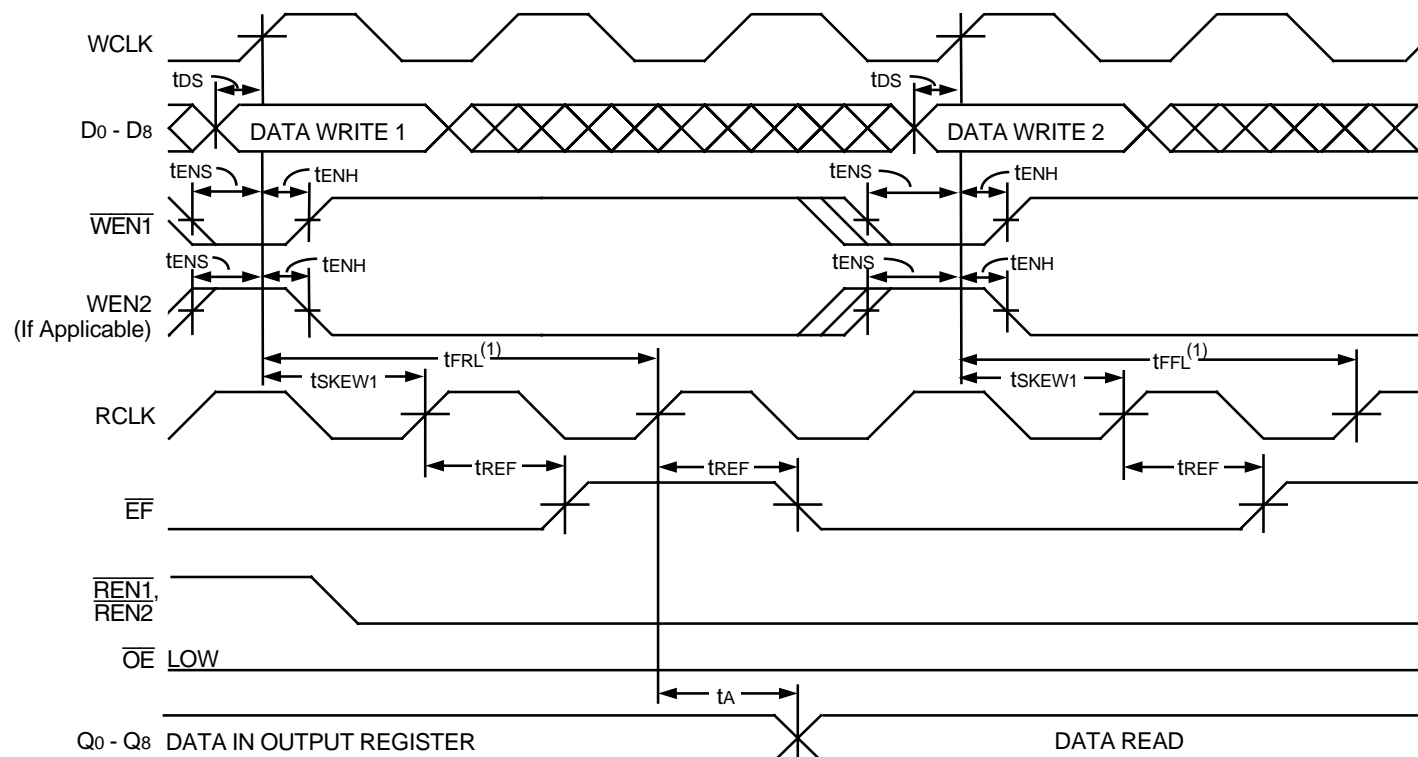 WCLK
tDS tDS
D0 - D8 DATA WRITE 1 DATA WRITE 2
tENS tENH tENS tENH
WEN1
tENS tENH tENS tENH
WEN2
(If Applicable)
tFRL(1) tFFL(1)
tSKEW1 tSKEW1
RCLK
tREF tREF tREF
EF
REN1,
REN2
OE LOW
tA
Q0 - Q8 DATA IN OUTPUT REGISTER DATA READ